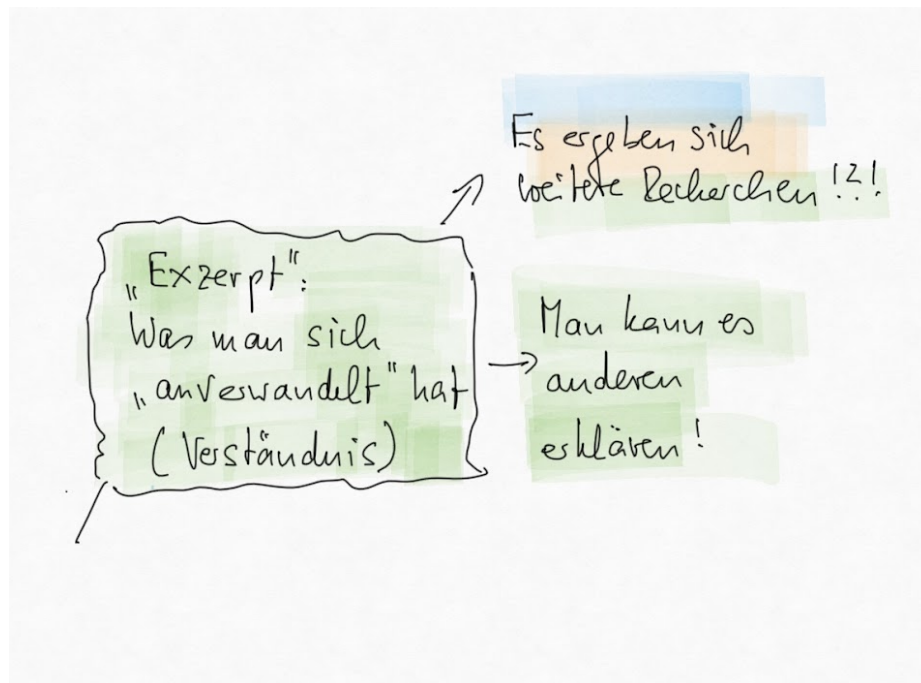 Es ergeben sich
weitere Recherchen !?!
„Exzerpt“:
Was man sich
„anverwandelt“ hat
(Verständnis)
Man kann es
anderen
erklären!